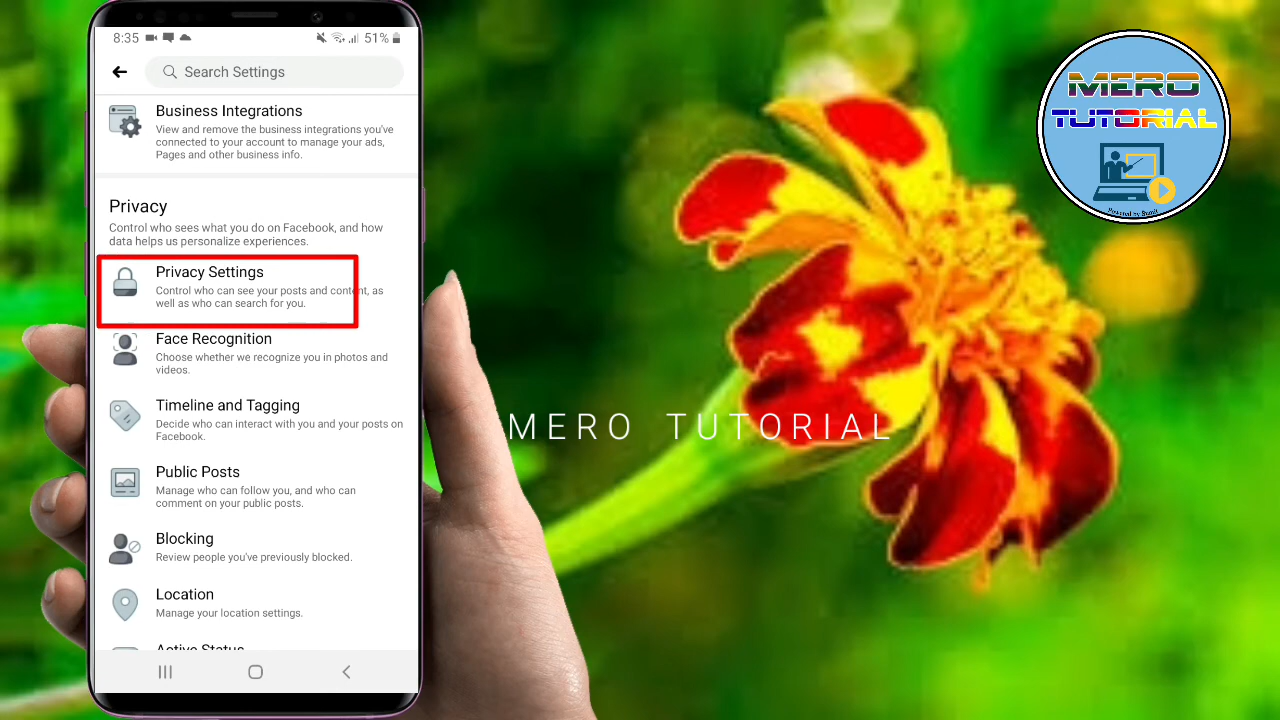 8:35
51%
Search Settings
Business Integrations
View and remove the business integrations you've
connected to your account to manage your ads,
Pages and other business info.
Privacy
Control who sees what you do on Facebook, and how
data helps us personalize experiences.
Privacy Settings
Control who can see your posts and content, as
well as who can search for you.
Face Recognition
Choose whether we recognize you in photos and
videos.
Timeline and Tagging
Decide who can interact with you and your posts on
Facebook.
Public Posts
Manage who can follow you, and who can
comment on your public posts.
Blocking
Review people you've previously blocked.
Location
Manage your location settings.
Active Status
MERO TUTORIAL
MERO
TUTORIAL
Powered by Sunil